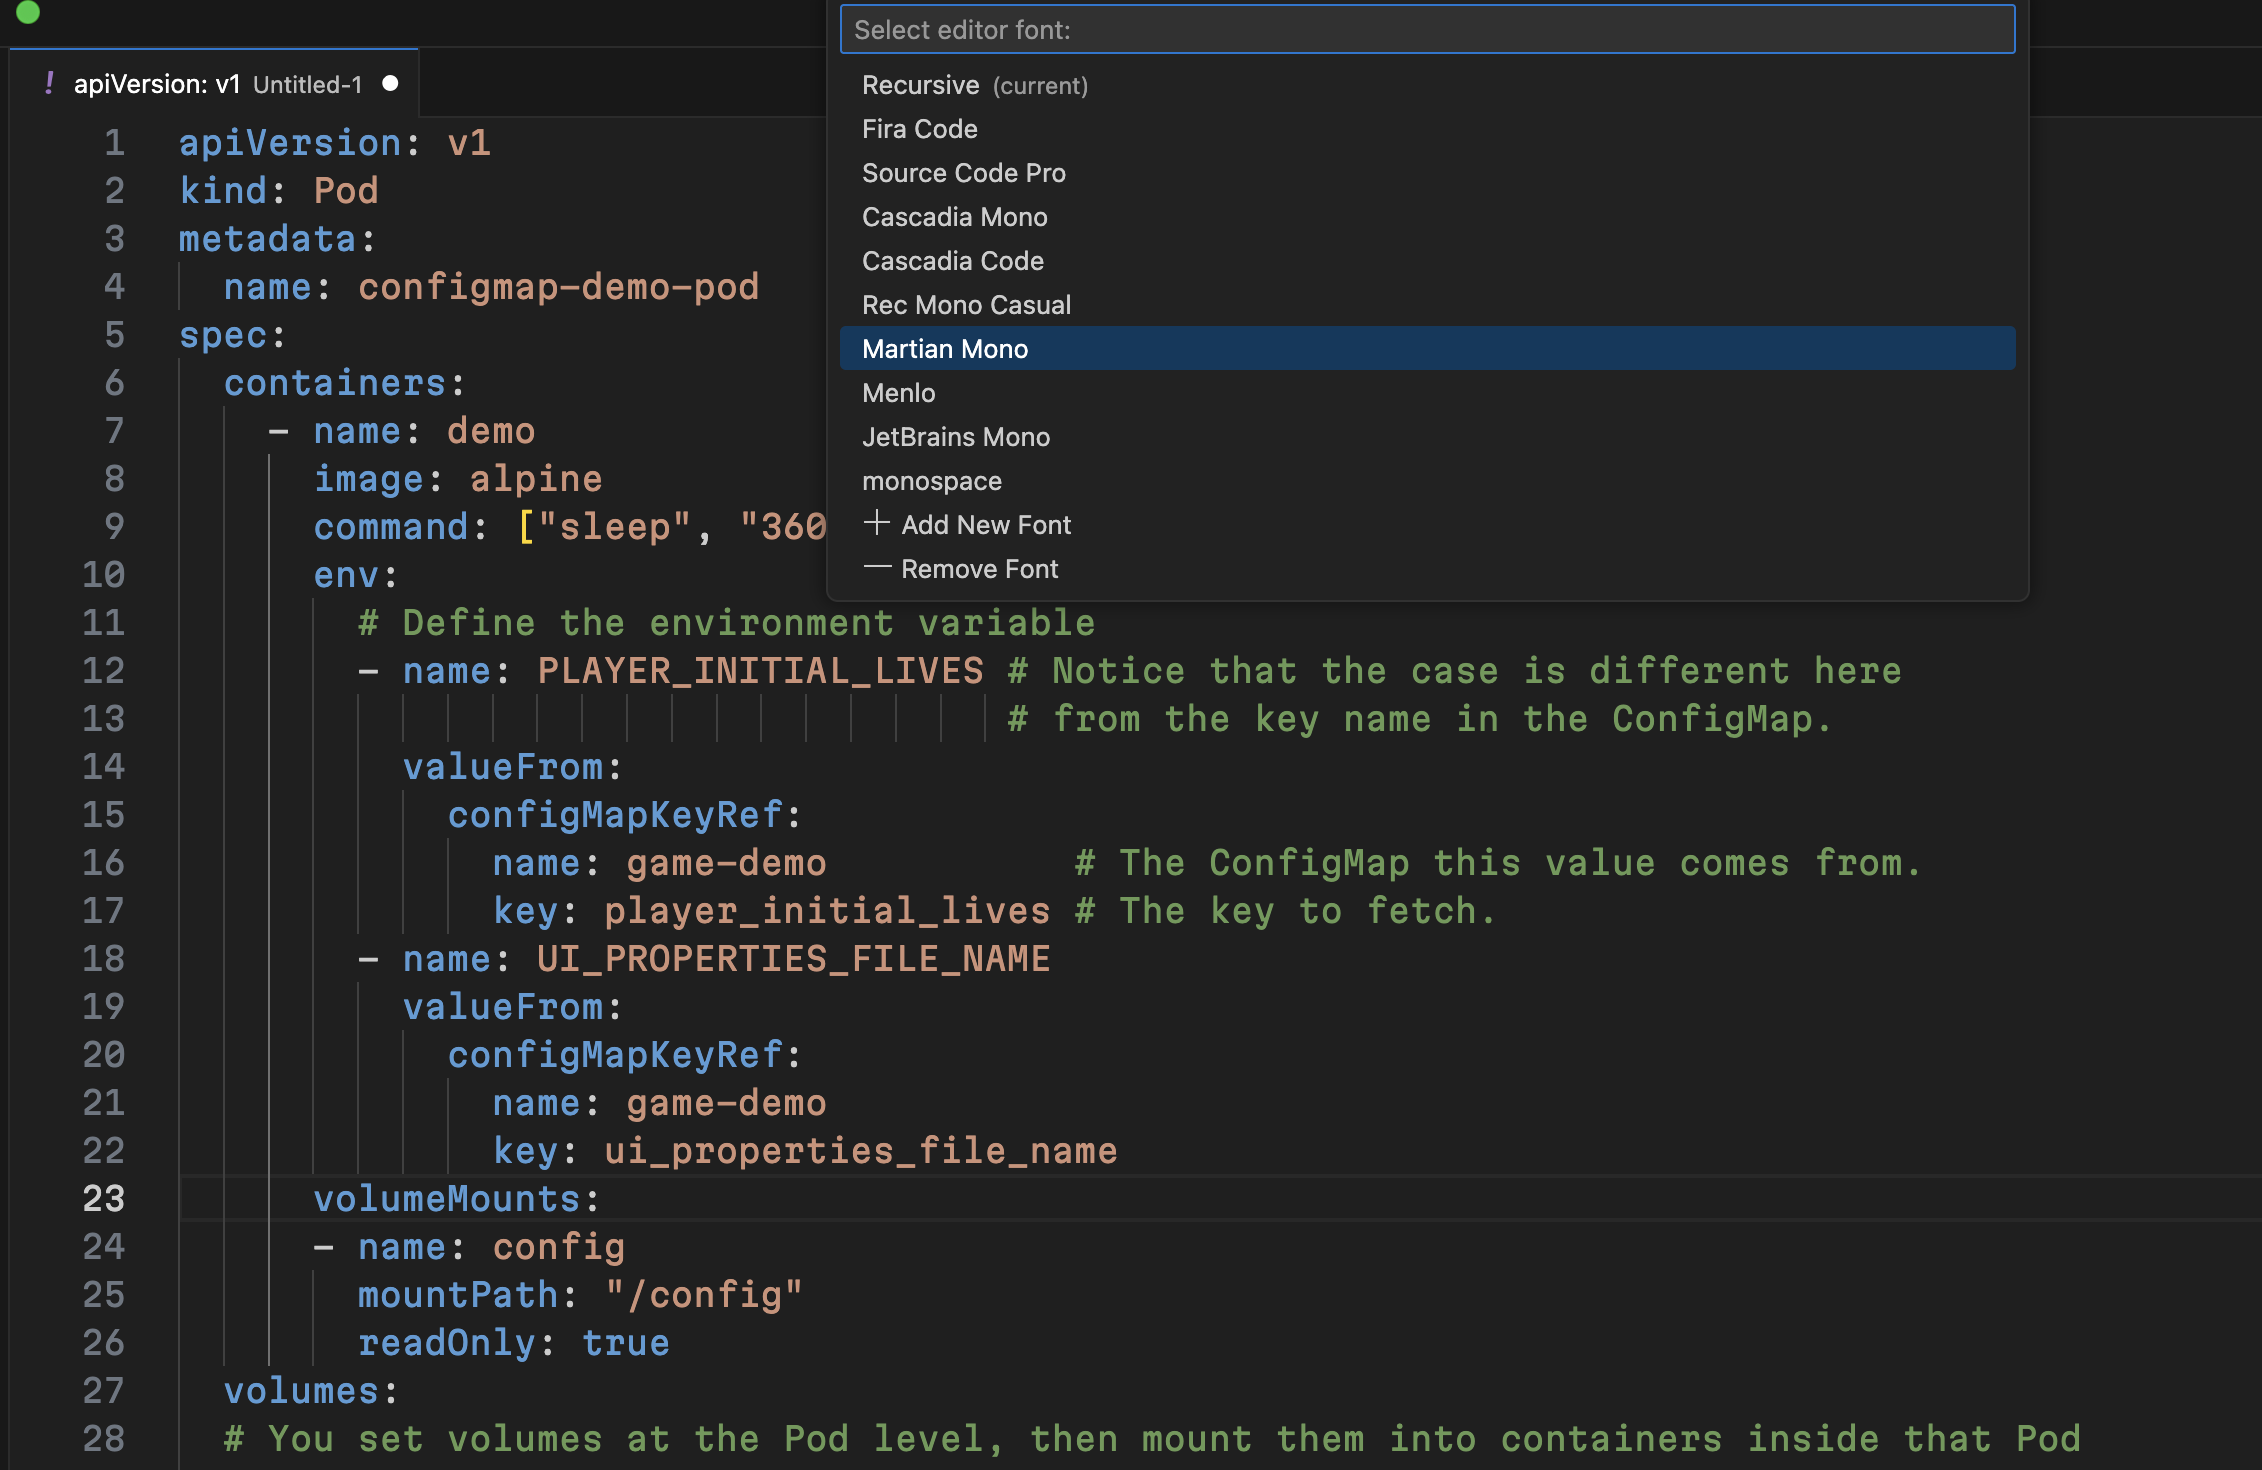 Select editor font:
Recursive (current)
Fira Code
Source Code Pro
Cascadia Mono
Cascadia Code
Rec Mono Casual
Martian Mono
Menlo
JetBrains Mono
monospace
+ Add New Font
— Remove Font
! apiVersion: v1 Untitled-1 ●
1 apiVersion: v1
2 kind: Pod
3 metadata:
4   name: configmap-demo-pod
5 spec:
6   containers:
7     - name: demo
8       image: alpine
9       command: ["sleep", "360
10       env:
11         # Define the environment variable
12         - name: PLAYER_INITIAL_LIVES # Notice that the case is different here
13                                      # from the key name in the ConfigMap.
14           valueFrom:
15             configMapKeyRef:
16               name: game-demo           # The ConfigMap this value comes from.
17               key: player_initial_lives # The key to fetch.
18         - name: UI_PROPERTIES_FILE_NAME
19           valueFrom:
20             configMapKeyRef:
21               name: game-demo
22               key: ui_properties_file_name
23       volumeMounts:
24       - name: config
25         mountPath: "/config"
26         readOnly: true
27   volumes:
28   # You set volumes at the Pod level, then mount them into containers inside that Pod